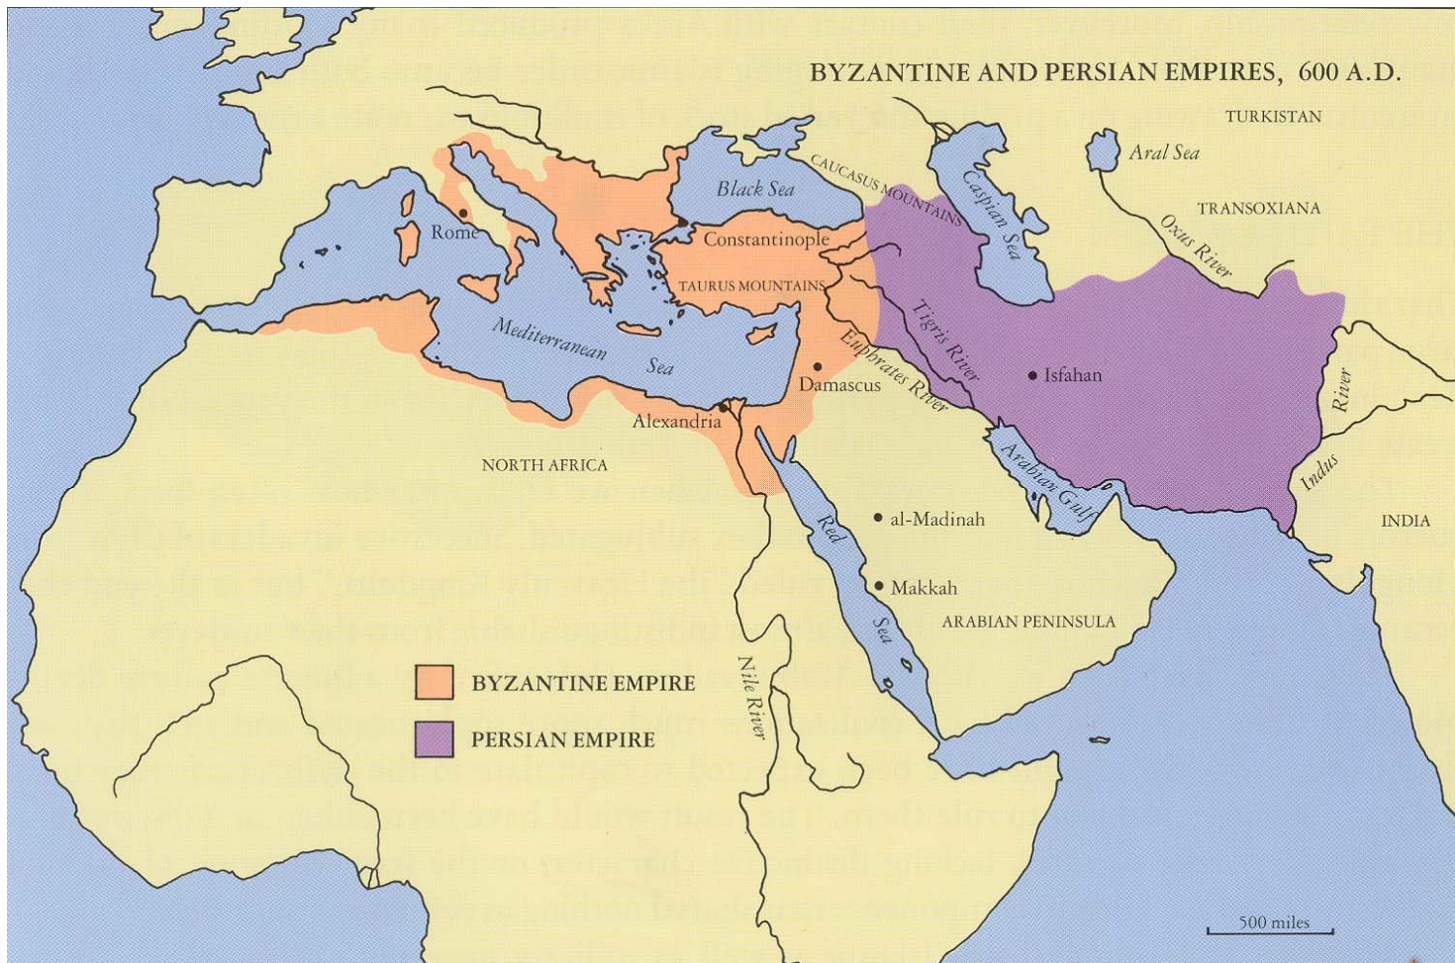 BYZANTINE AND PERSIAN EMPIRES, 600 A.D.
TURKISTAN
Aral Sea
CAUCASUS MOUNTAINS
Black Sea
Caspian Sea
TRANSOXIANA
Oxus River
Rome
Constantinople
TAURUS MOUNTAINS
Mediterranean
Sea
Tigris River
Euphrates River
Isfahan
Damascus
River
Indus
Alexandria
NORTH AFRICA
Arabian Gulf
al-Madinah
INDIA
Red
Sea
Makkah
ARABIAN PENINSULA
Nile River
BYZANTINE EMPIRE
PERSIAN EMPIRE
500 miles